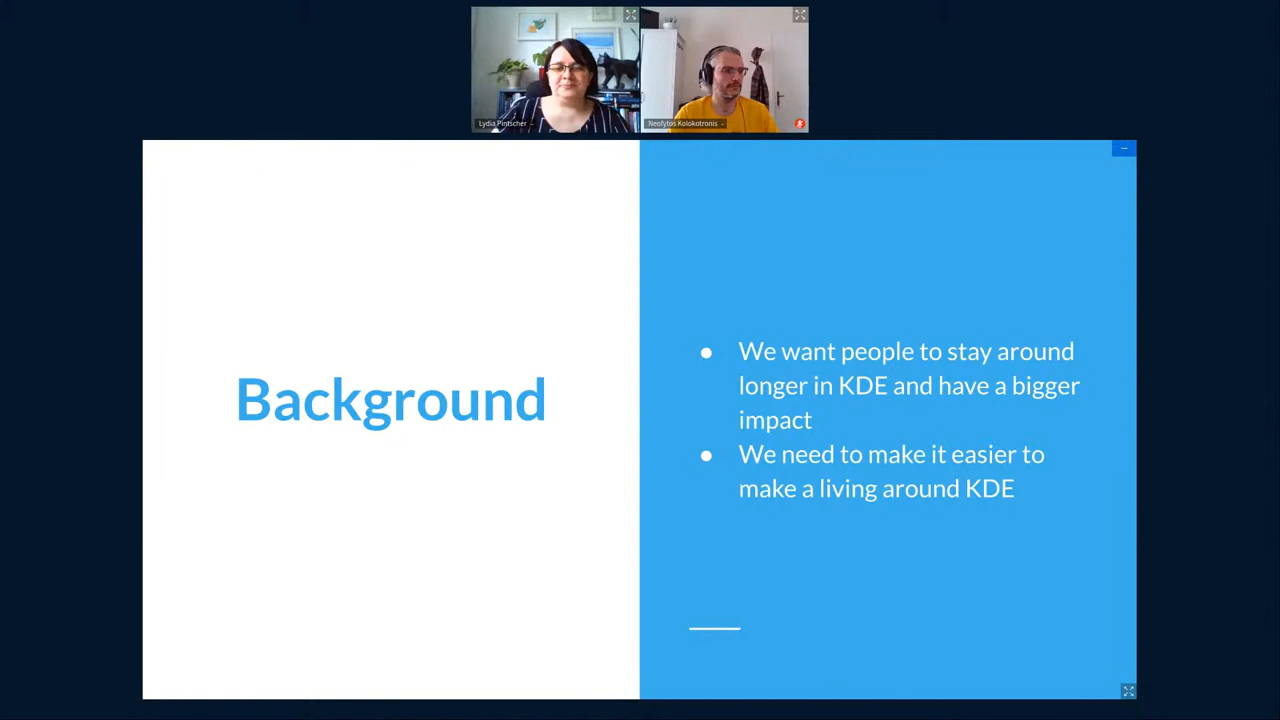 Lydia Pintscher
Neofytos Kolokotronis
Background
● We want people to stay around
longer in KDE and have a bigger
impact
● We need to make it easier to
make a living around KDE